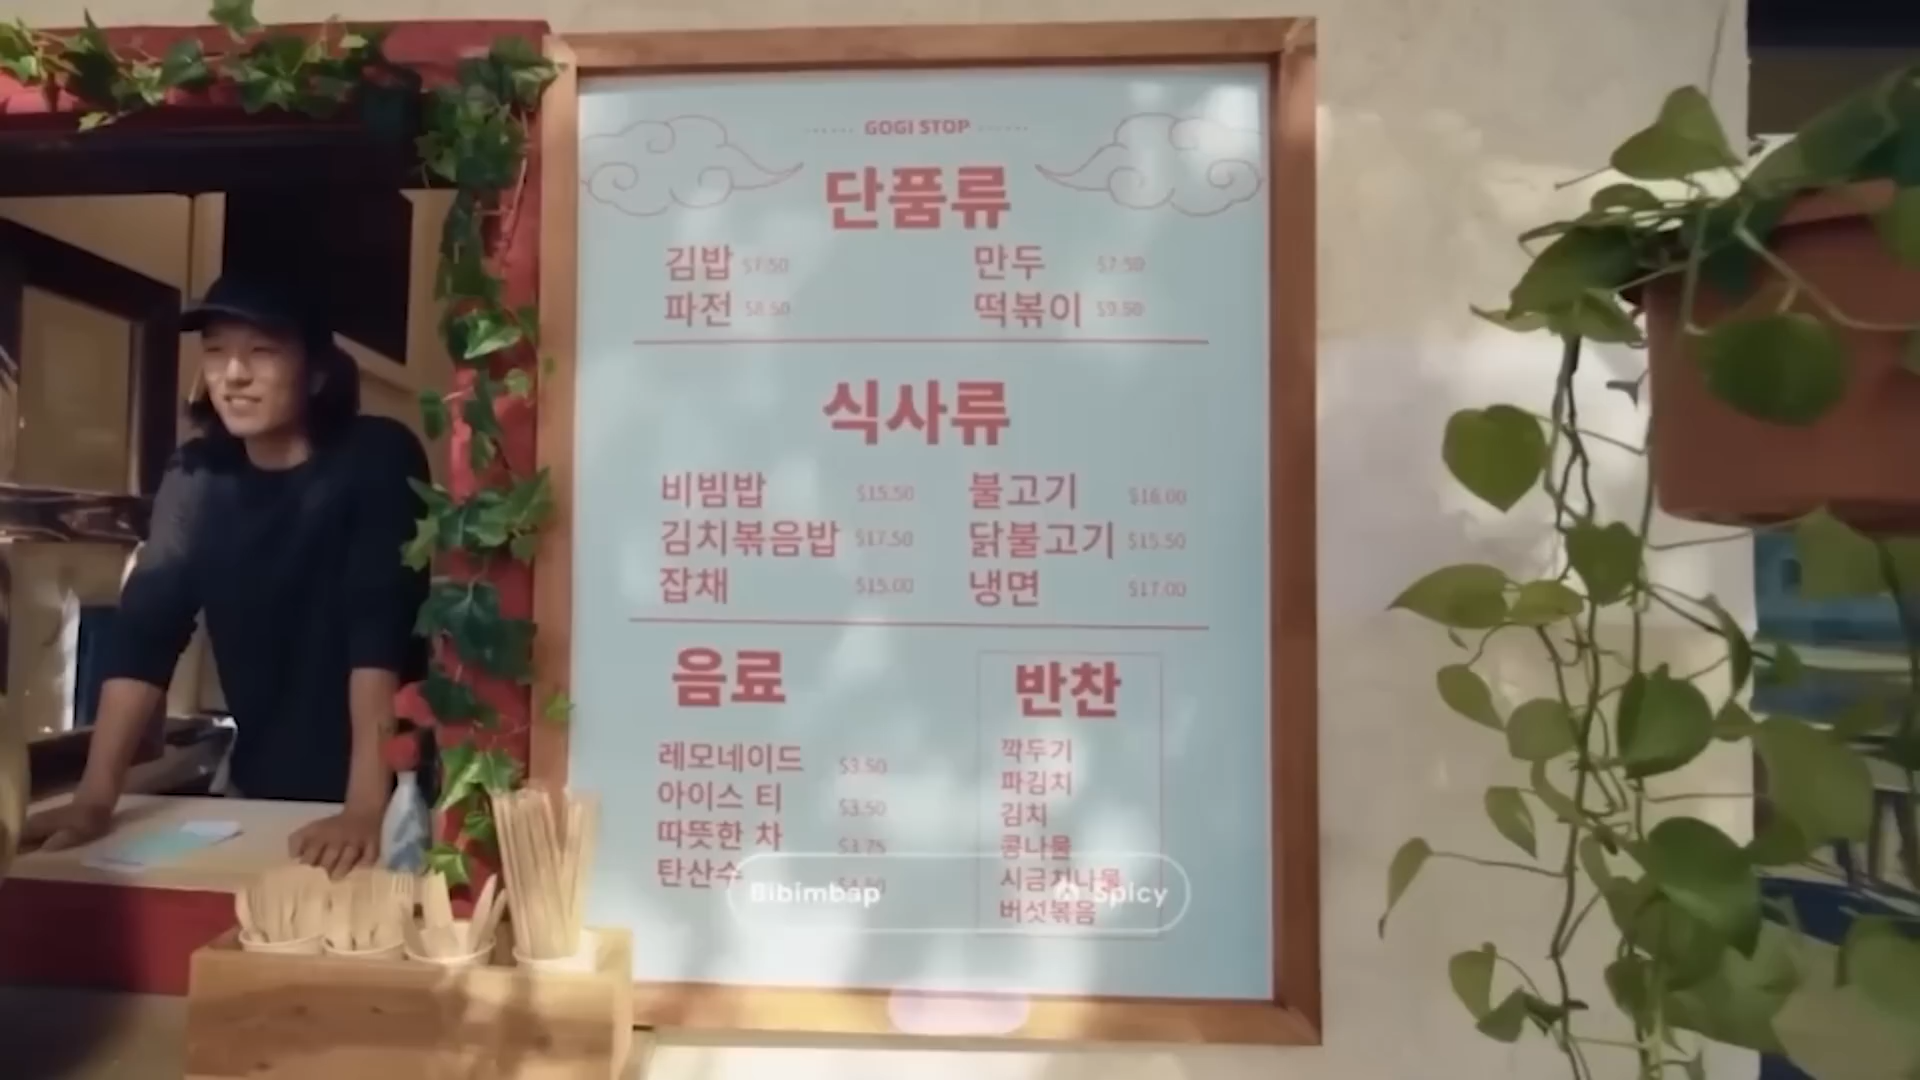 GOGI STOP
단품류
김밥 $7.50 만두 $7.50
파전 $8.50 떡볶이 $9.50
식사류
비빔밥 $15.50 불고기 $16.00
김치볶음밥 $17.50 닭불고기 $15.50
잡채 $15.00 냉면 $17.00
음료
레모네이드 $3.50
아이스 티 $3.50
따뜻한 차 $3.75
탄산수
반찬
깍두기
파김치
김치
콩나물
시금치나물
버섯볶음
Bibimbap Spicy